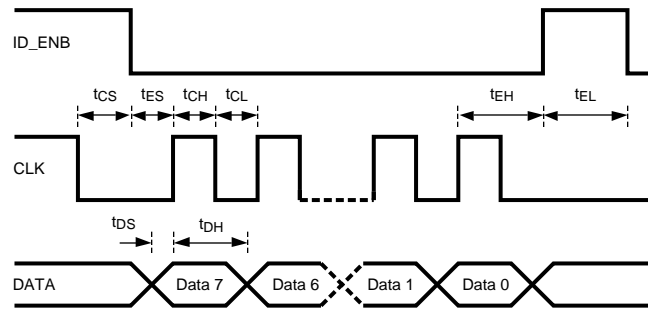 ID_ENB
tCS tES tCH tCL tEH tEL
CLK
tDS tDH
DATA Data 7 Data 6 Data 1 Data 0